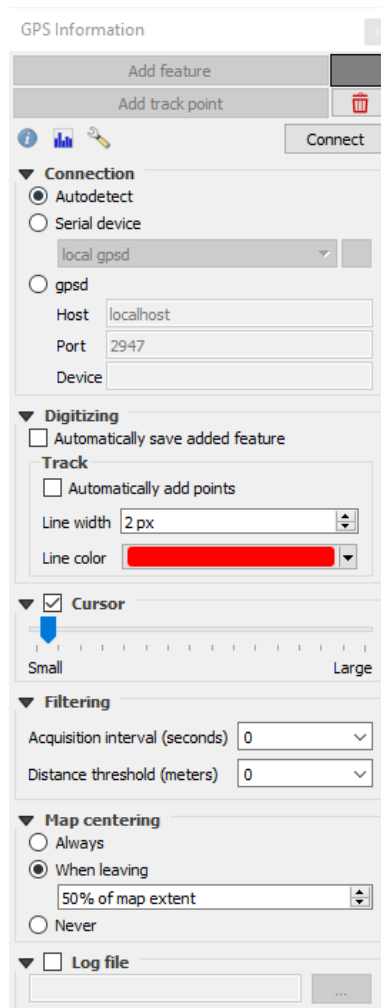 GPS Information
Add feature
Add track point
Connect
Connection
Autodetect
Serial device
local gpsd
gpsd
Host localhost
Port 2947
Device
Digitizing
Automatically save added feature
Track
Automatically add points
Line width 2 px
Line color
Cursor
Small Large
Filtering
Acquisition interval (seconds) 0
Distance threshold (meters) 0
Map centering
Always
When leaving
50% of map extent
Never
Log file
...